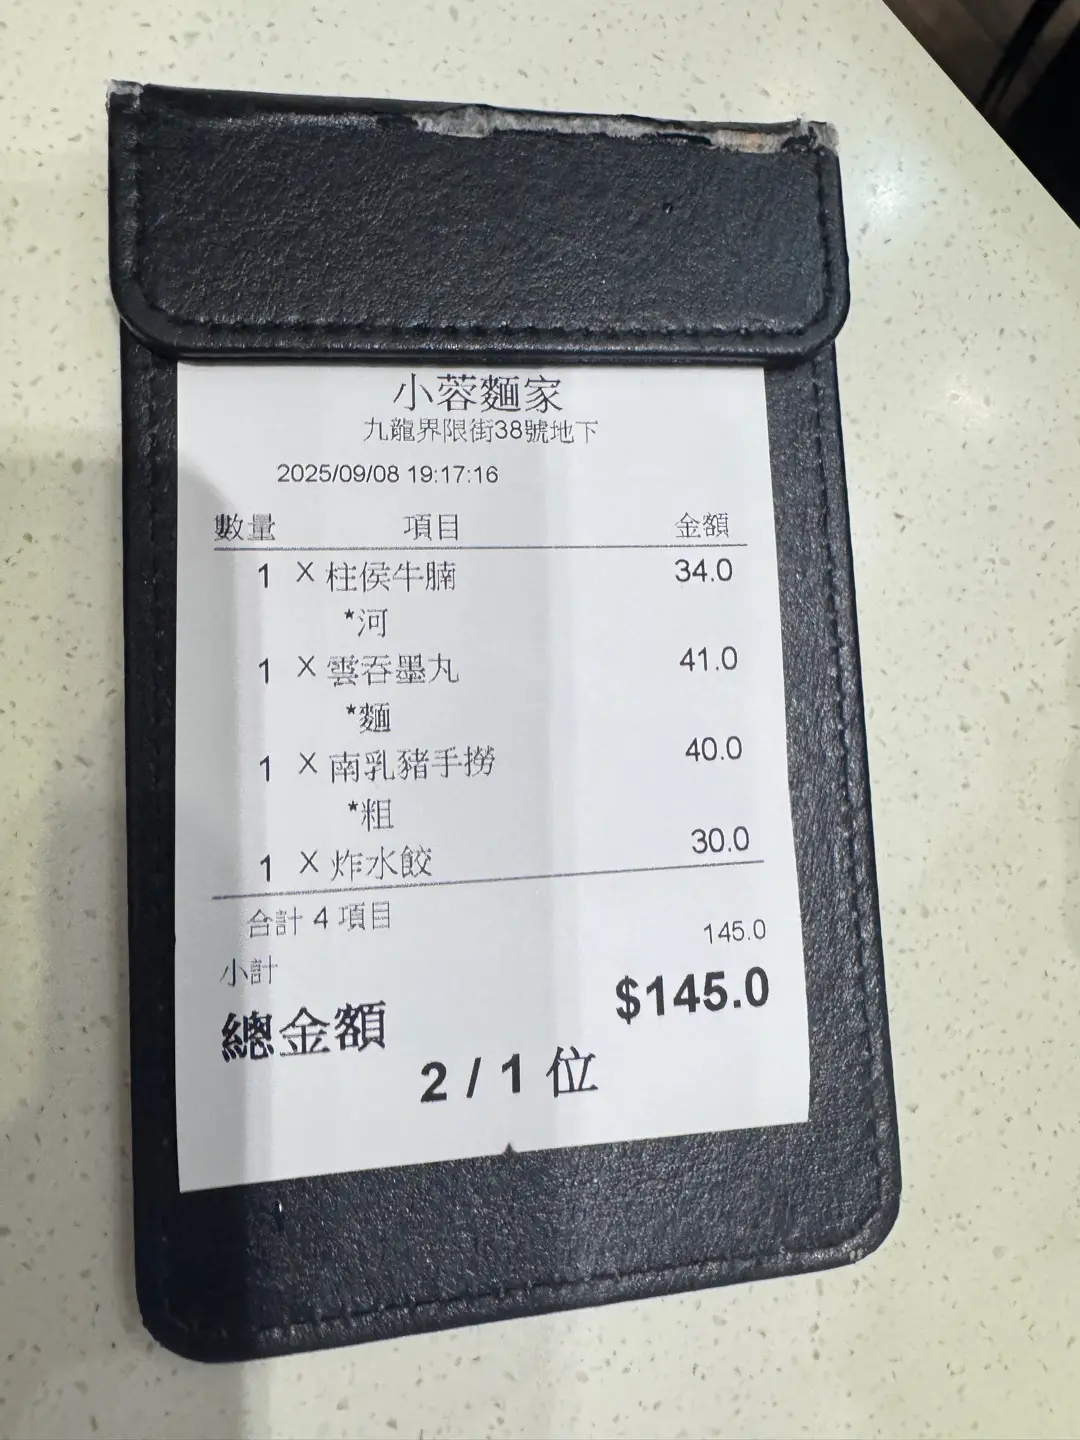 小蓉麵家
九龍界限街38號地下
2025/09/08 19:17:16
數量 項目 金額
1 X 柱侯牛腩 34.0
*河
1 X 雲吞墨丸 41.0
*麵
1 X 南乳豬手撈 40.0
*粗
1 X 炸水餃 30.0
合計 4 項目
小計 145.0
總金額 $145.0
2 / 1 位